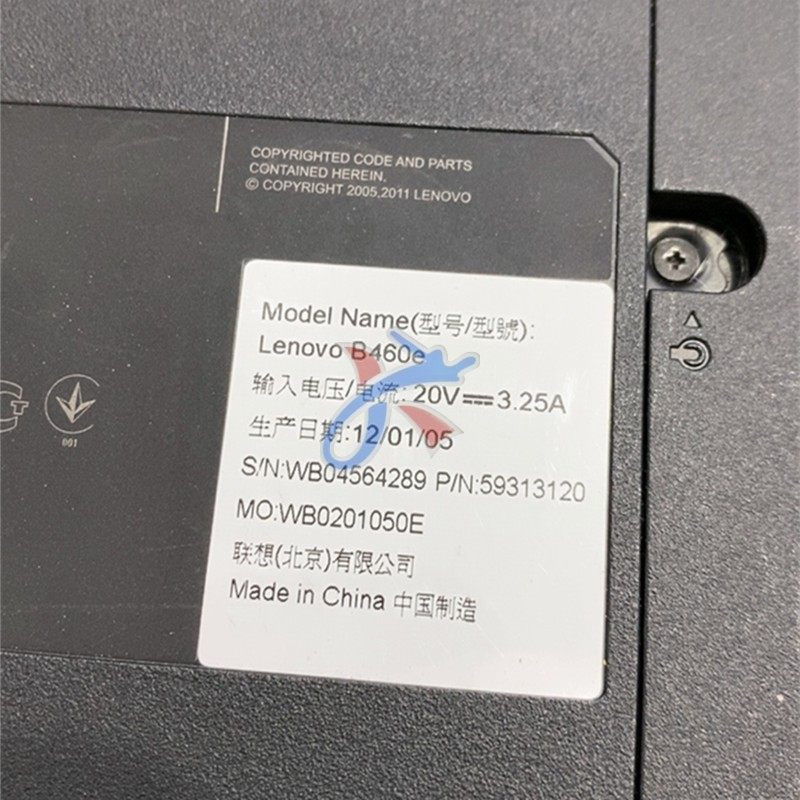 COPYRIGHTED CODE AND PARTS
CONTAINED HEREIN.
© COPYRIGHT 2005,2011 LENOVO
Model Name(型号/型號):
Lenovo B460e
输入电压/电流: 20V⎓3.25A
生产日期:12/01/05
S/N:WB04564289 P/N:59313120
MO:WB0201050E
联想(北京)有限公司
Made in China 中国制造
001